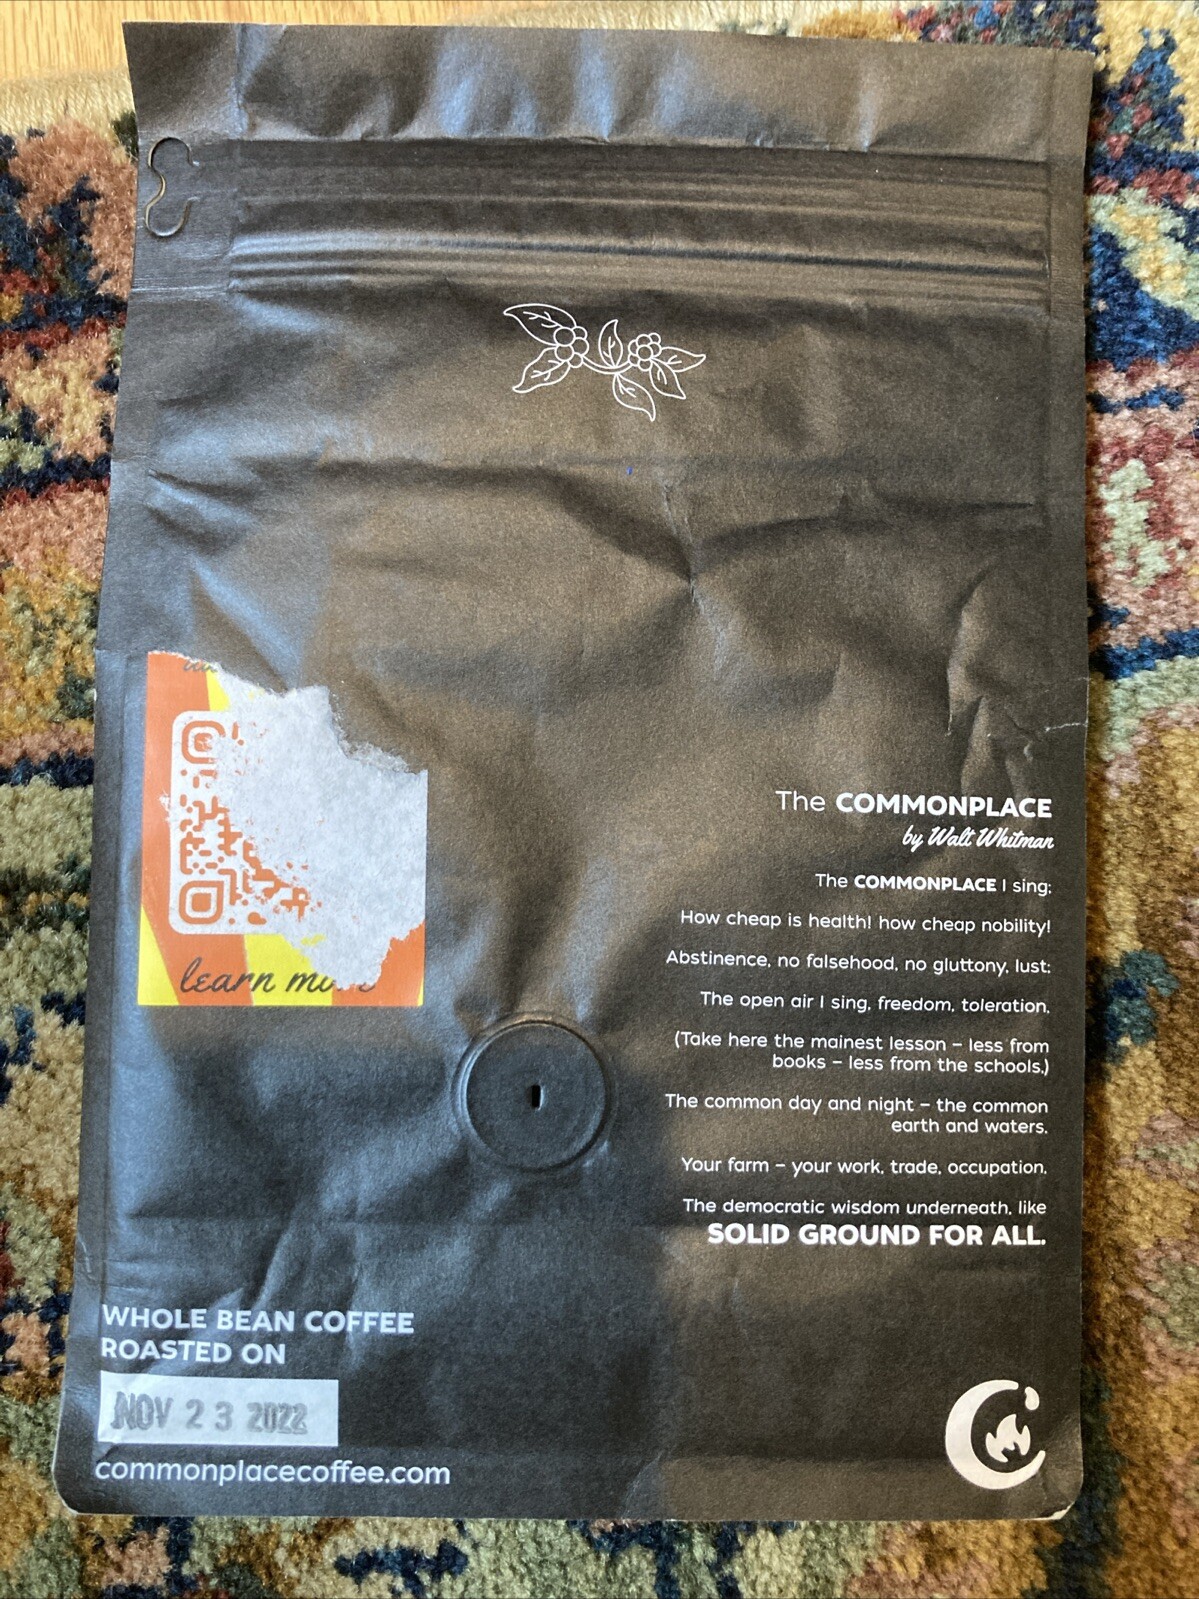 learn
The COMMONPLACE
by Walt Whitman
The COMMONPLACE I sing;
How cheap is health! how cheap nobility!
Abstinence, no falsehood, no gluttony, lust;
The open air I sing, freedom, toleration,
(Take here the mainest lesson – less from
books – less from the schools,)
The common day and night – the common
earth and waters,
Your farm – your work, trade, occupation,
The democratic wisdom underneath, like
SOLID GROUND FOR ALL.
WHOLE BEAN COFFEE
ROASTED ON
NOV 23 2022
commonplacecoffee.com